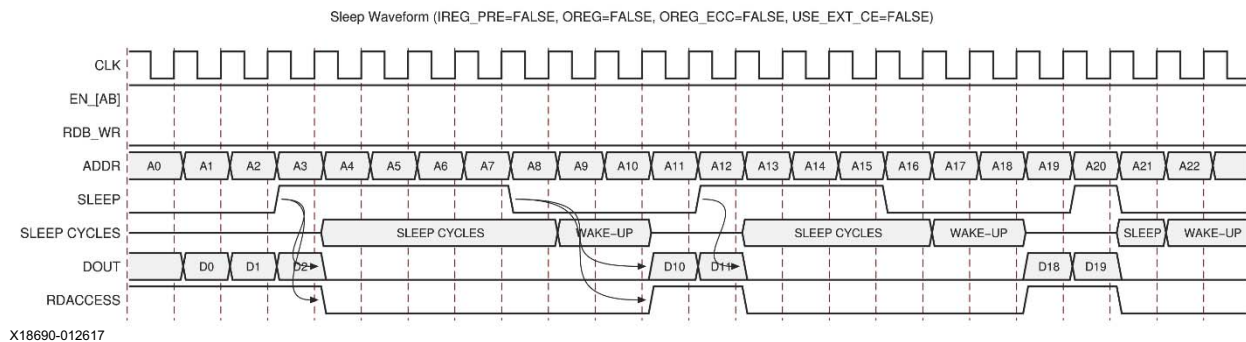 Sleep Waveform (IREG_PRE=FALSE, OREG=FALSE, OREG_ECC=FALSE, USE_EXT_CE=FALSE)
CLK
EN_[AB]
RDB_WR
ADDR A0 A1 A2 A3 A4 A5 A6 A7 A8 A9 A10 A11 A12 A13 A14 A15 A16 A17 A18 A19 A20 A21 A22
SLEEP
SLEEP CYCLES SLEEP CYCLES WAKE-UP SLEEP CYCLES WAKE-UP SLEEP WAKE-UP
DOUT D0 D1 D2 D10 D11 D18 D19
RDACCESS
X18690-012617